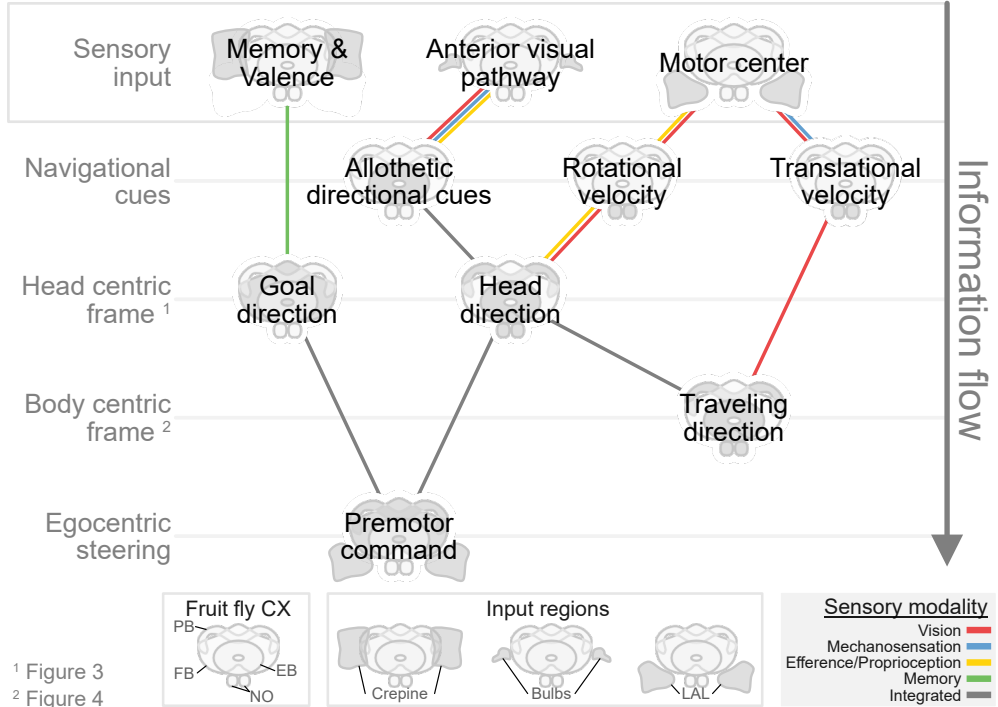 Sensory
input
Memory &
Valence
Anterior visual
pathway
Motor center
Navigational
cues
Allothetic
directional cues
Rotational
velocity
Translational
velocity
Head centric
frame ¹
Goal
direction
Head
direction
Body centric
frame ²
Traveling
direction
Egocentric
steering
Premotor
command
Information flow
¹ Figure 3
² Figure 4
Fruit fly CX
PB
FB
EB
NO
Input regions
Crepine
Bulbs
LAL
Sensory modality
Vision
Mechanosensation
Efference/Proprioception
Memory
Integrated